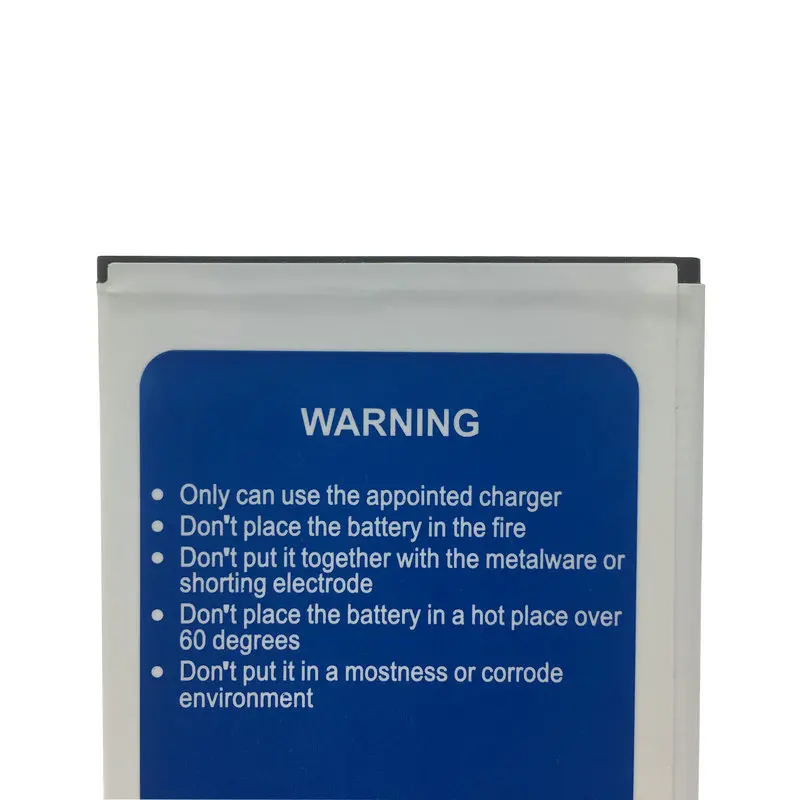 WARNING
• Only can use the appointed charger
• Don't place the battery in the fire
• Don't put it together with the metalware or
shorting electrode
• Don't place the battery in a hot place over
60 degrees
• Don't put it in a mostness or corrode
environment